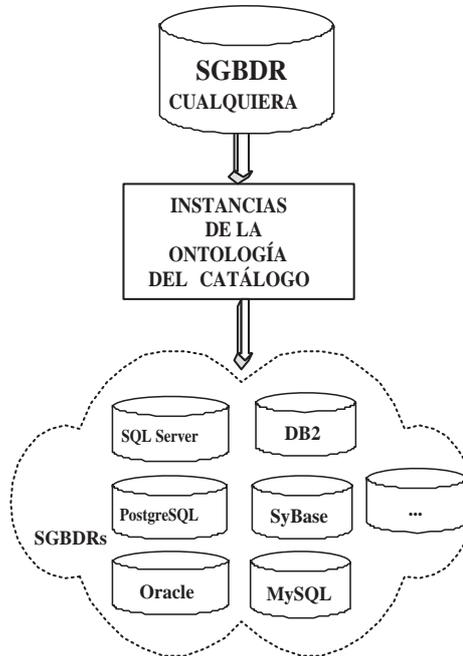 SGBDR
CUALQUIERA
INSTANCIAS
DE LA
ONTOLOGÍA
DEL CATÁLOGO
SQL Server
DB2
PostgreSQL
SyBase
...
SGBDRs
Oracle
MySQL